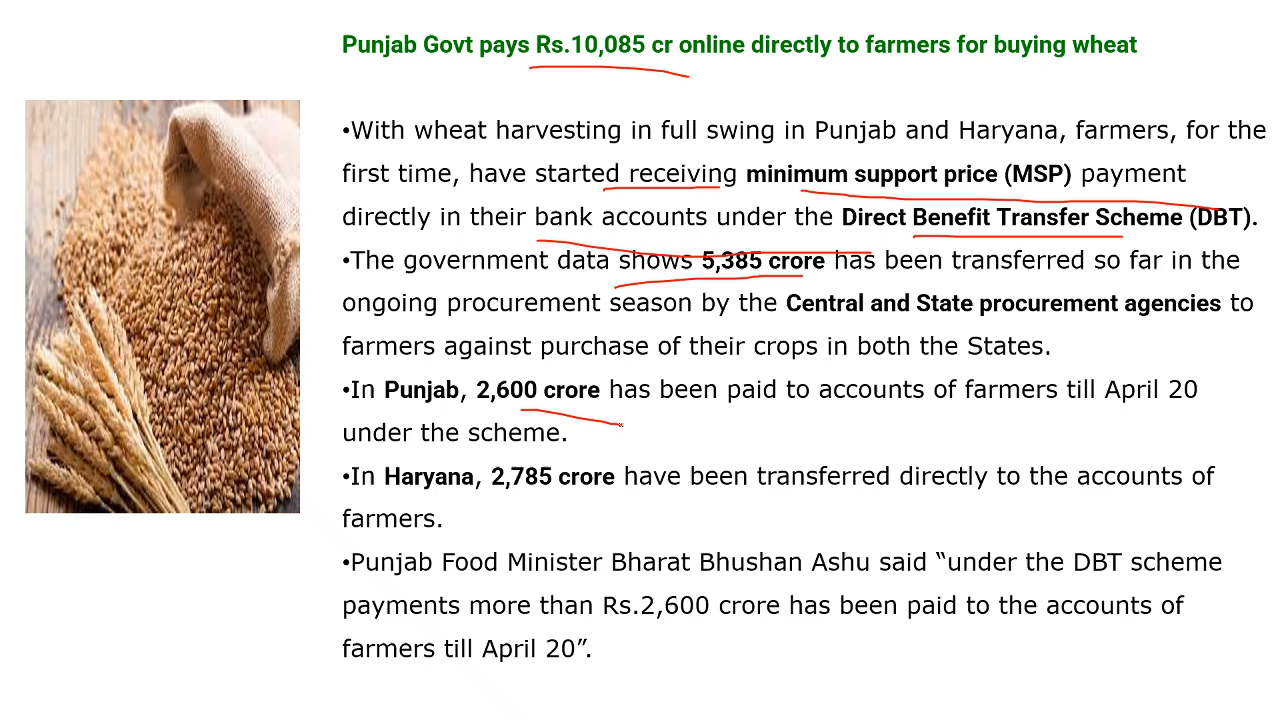 Punjab Govt pays Rs.10,085 cr online directly to farmers for buying wheat
•With wheat harvesting in full swing in Punjab and Haryana, farmers, for the
first time, have started receiving minimum support price (MSP) payment
directly in their bank accounts under the Direct Benefit Transfer Scheme (DBT).
•The government data shows 5,385 crore has been transferred so far in the
ongoing procurement season by the Central and State procurement agencies to
farmers against purchase of their crops in both the States.
•In Punjab, 2,600 crore has been paid to accounts of farmers till April 20
under the scheme.
•In Haryana, 2,785 crore have been transferred directly to the accounts of
farmers.
•Punjab Food Minister Bharat Bhushan Ashu said “under the DBT scheme
payments more than Rs.2,600 crore has been paid to the accounts of
farmers till April 20”.